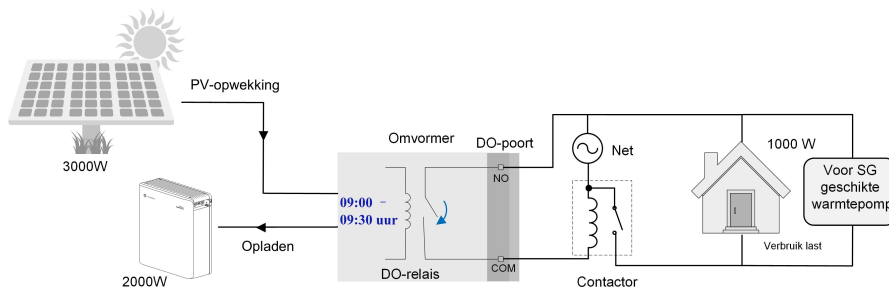 PV-opwekking
3000W
Omvormer
DO-poort
Net
1000 W
Voor SG
geschikte
warmtepomp
NO
09:00 –
09:30 uur
Opladen
Verbruik last
COM
DO-relais
Contactor
2000W